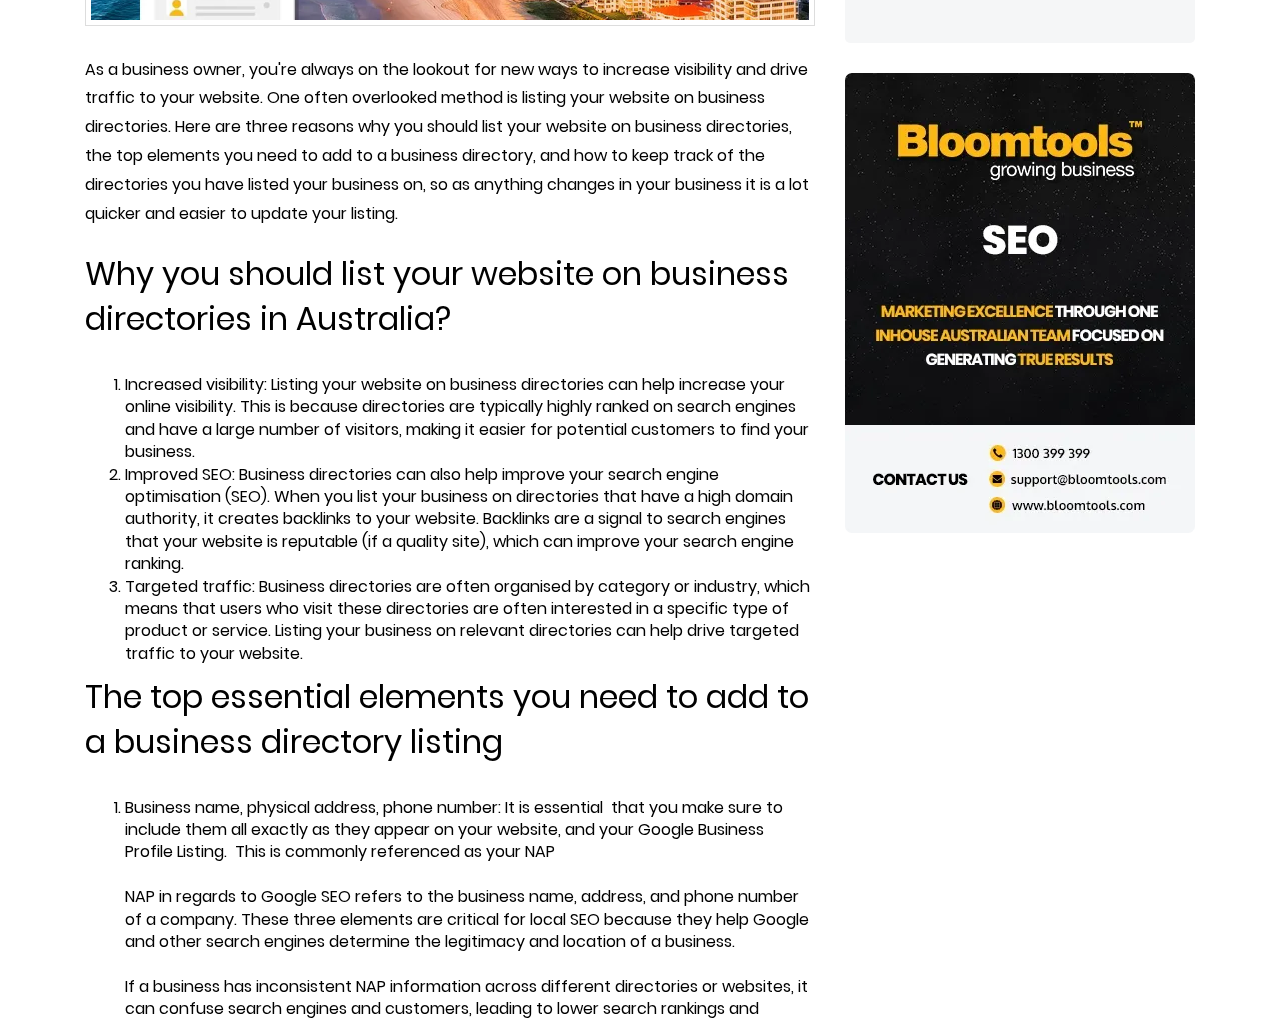 As a business owner, you're always on the lookout for new ways to increase visibility and drive
traffic to your website. One often overlooked method is listing your website on business
directories. Here are three reasons why you should list your website on business directories,
the top elements you need to add to a business directory, and how to keep track of the
directories you have listed your business on, so as anything changes in your business it is a lot
quicker and easier to update your listing.
Why you should list your website on business
directories in Australia?
1. Increased visibility: Listing your website on business directories can help increase your
online visibility. This is because directories are typically highly ranked on search engines
and have a large number of visitors, making it easier for potential customers to find your
business.
2. Improved SEO: Business directories can also help improve your search engine
optimisation (SEO). When you list your business on directories that have a high domain
authority, it creates backlinks to your website. Backlinks are a signal to search engines
that your website is reputable (if a quality site), which can improve your search engine
ranking.
3. Targeted traffic: Business directories are often organised by category or industry, which
means that users who visit these directories are often interested in a specific type of
product or service. Listing your business on relevant directories can help drive targeted
traffic to your website.
The top essential elements you need to add to
a business directory listing
1. Business name, physical address, phone number: It is essential  that you make sure to
include them all exactly as they appear on your website, and your Google Business
Profile Listing.  This is commonly referenced as your NAP
NAP in regards to Google SEO refers to the business name, address, and phone number
of a company. These three elements are critical for local SEO because they help Google
and other search engines determine the legitimacy and location of a business.
If a business has inconsistent NAP information across different directories or websites, it
can confuse search engines and customers, leading to lower search rankings and
Bloomtools™
growing business
SEO
MARKETING EXCELLENCE THROUGH ONE
INHOUSE AUSTRALIAN TEAM FOCUSED ON
GENERATING TRUE RESULTS
CONTACT US
1300 399 399
support@bloomtools.com
www.bloomtools.com